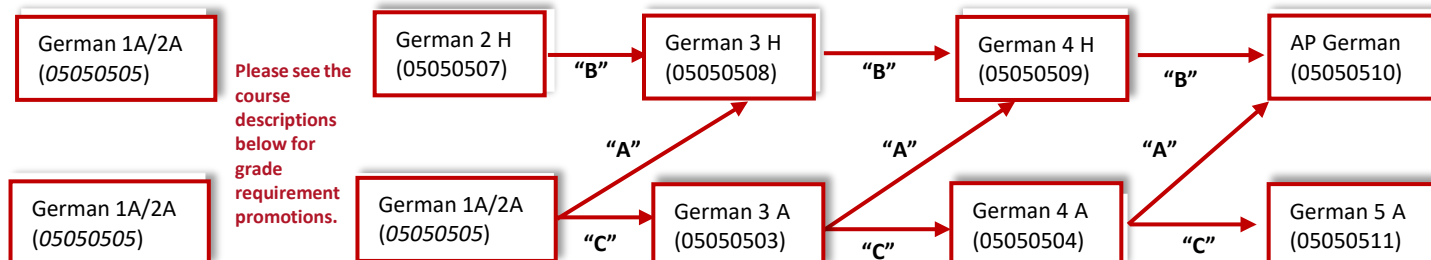 German 1A/2A
(05050505)
Please see the
course
descriptions
below for
grade
requirement
promotions.
German 2 H
(05050507)
“B”
German 3 H
(05050508)
“B”
German 4 H
(05050509)
“B”
AP German
(05050510)
“A”
“A”
“A”
German 1A/2A
(05050505)
German 1A/2A
(05050505)
“C”
German 3 A
(05050503)
“C”
German 4 A
(05050504)
“C”
German 5 A
(05050511)